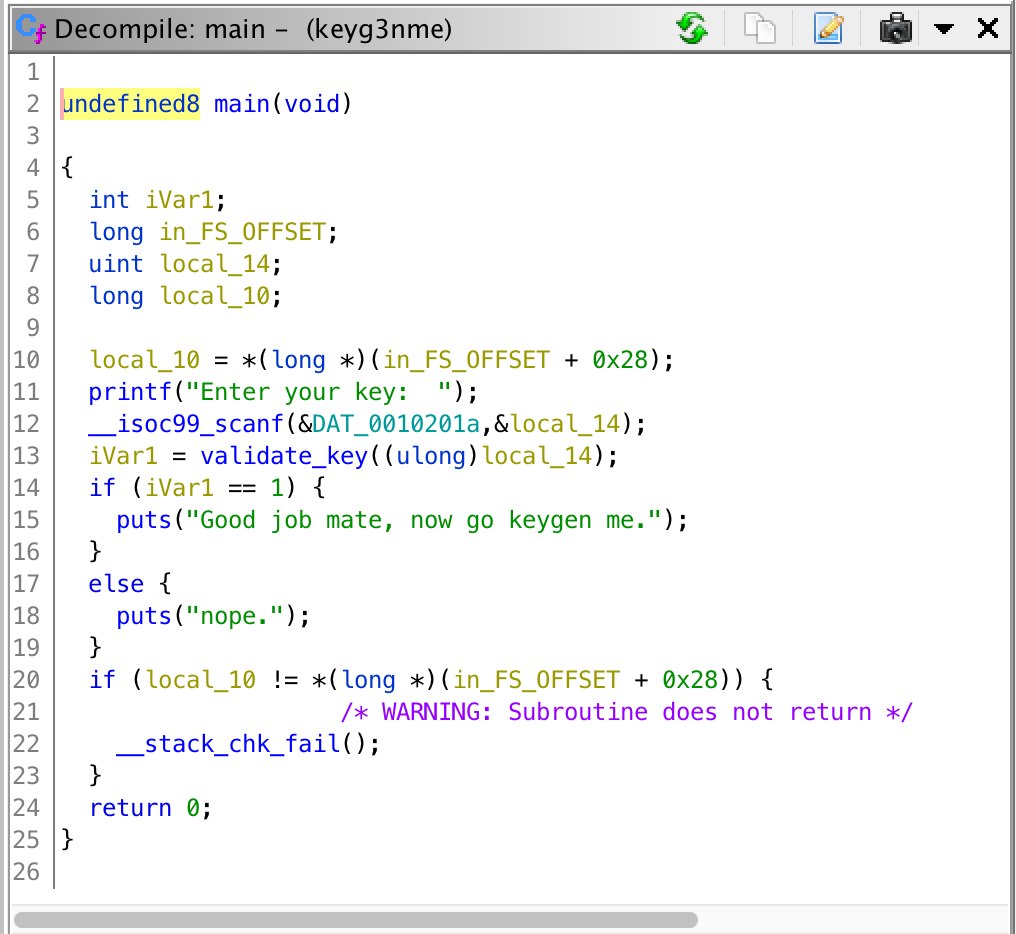 Cf Decompile: main –  (keyg3nme)
1
2 undefined8 main(void)
3
4 {
5   int iVar1;
6   long in_FS_OFFSET;
7   uint local_14;
8   long local_10;
9
10   local_10 = *(long *)(in_FS_OFFSET + 0x28);
11   printf("Enter your key:  ");
12   __isoc99_scanf(&DAT_0010201a,&local_14);
13   iVar1 = validate_key((ulong)local_14);
14   if (iVar1 == 1) {
15     puts("Good job mate, now go keygen me.");
16   }
17   else {
18     puts("nope.");
19   }
20   if (local_10 != *(long *)(in_FS_OFFSET + 0x28)) {
21                     /* WARNING: Subroutine does not return */
22     __stack_chk_fail();
23   }
24   return 0;
25 }
26